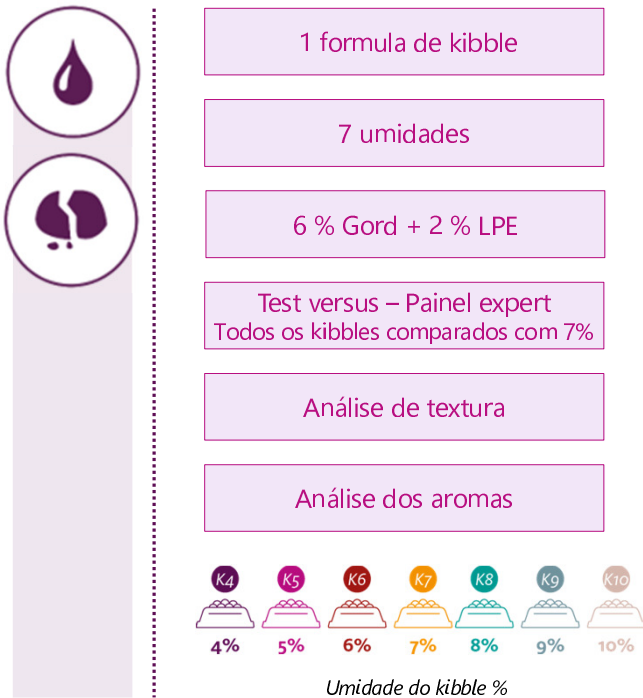 1 formula de kibble
7 umidades
6 % Gord + 2 % LPE
Test versus – Painel expert
Todos os kibbles comparados com 7%
Análise de textura
Análise dos aromas
K4 K5 K6 K7 K8 K9 K10
4% 5% 6% 7% 8% 9% 10%
Umidade do kibble %